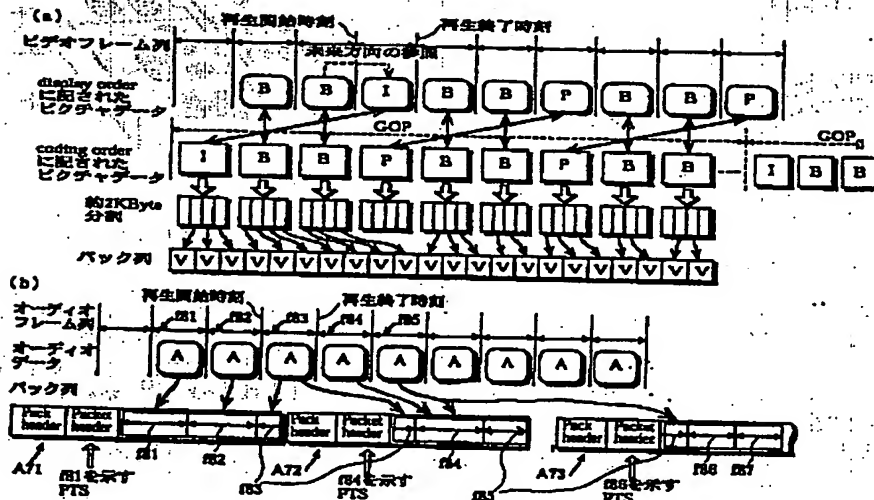 (a)
再生開始時刻 再生終了時刻
ビデオフレーム列
未来方向の参照
display order
に配された
ピクチャデータ
B B I B B P B B P
GOP GOP
coding order
に配された
ピクチャデータ
I B B P B B P B B I B B
約2KByte
分割
パック列
V V V V V V V V V V V V V V V V V V V V V V V
(b)
再生開始時刻 再生終了時刻
オーディオ
フレーム列
f81 f82 f83 f84 f85
オーディオ
データ
A A A A A A A A A
パック列
Pack header Packet header f81 f82 Pack header Packet header f84 Pack header Packet header f86 f87
A71 f81を示す PTS f83 A72 f84を示す PTS f85 A73 f86を示す PTS